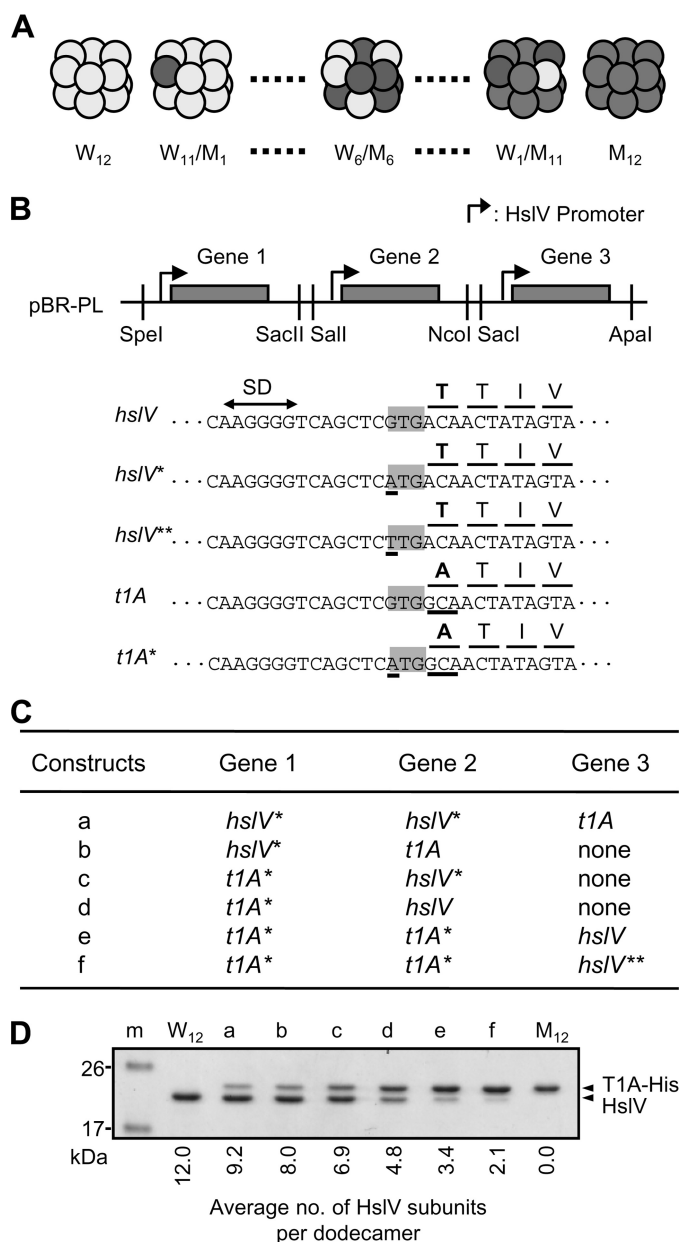 A
W12 W11/M1 W6/M6 W1/M11 M12
B
: HslV Promoter
Gene 1 Gene 2 Gene 3
pBR-PL
SpeI SacII SalI NcoI SacI ApaI
SD T T I V
hslV ···CAAGGGGTCAGCTCGTGACAACTATAGTA···
T T I V
hslV* ···CAAGGGGTCAGCTCATGACAACTATAGTA···
T T I V
hslV** ···CAAGGGGTCAGCTCTTGACAACTATAGTA···
A T I V
t1A ···CAAGGGGTCAGCTCGTGGCAACTATAGTA···
A T I V
t1A* ···CAAGGGGTCAGCTCATGGCAACTATAGTA···
C
Constructs Gene 1 Gene 2 Gene 3
a hslV* hslV* t1A
b hslV* t1A none
c t1A* hslV* none
d t1A* hslV none
e t1A* t1A* hslV
f t1A* t1A* hslV**
D
m W12 a b c d e f M12
26-
T1A-His
HslV
17-
kDa
12.0 9.2 8.0 6.9 4.8 3.4 2.1 0.0
Average no. of HslV subunits
per dodecamer